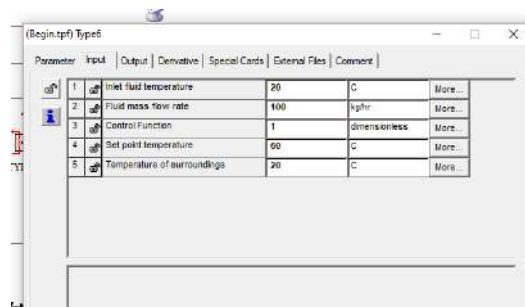 (Begin.tpf) Type6
Parameter Input Output Derivative Special Cards External Files Comment
1 Inlet fluid temperature 20 C More...
2 Fluid mass flow rate 100 kg/hr More...
3 Control Function 1 dimensionless More...
4 Set point temperature 60 C More...
5 Temperature of surroundings 20 C More...